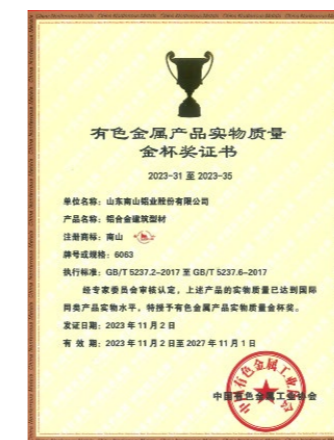 有色金属产品实物质量
金杯奖证书
2023-31 至 2023-35
单位名称：山东南山铝业股份有限公司
产品名称：铝合金建筑型材
注册商标：南山
牌号或规格：6063
执行标准：GB/T 5237.2-2017 至 GB/T 5237.6-2017
经专家委员会审核认定，上述产品的实物质量已达到国际
同类产品实物水平，特授予有色金属产品实物质量金杯奖。
发证日期：2023 年 11 月 2 日
有 效 期：2023 年 11 月 2 日至 2027 年 11 月 1 日
中国有色金属工业协会